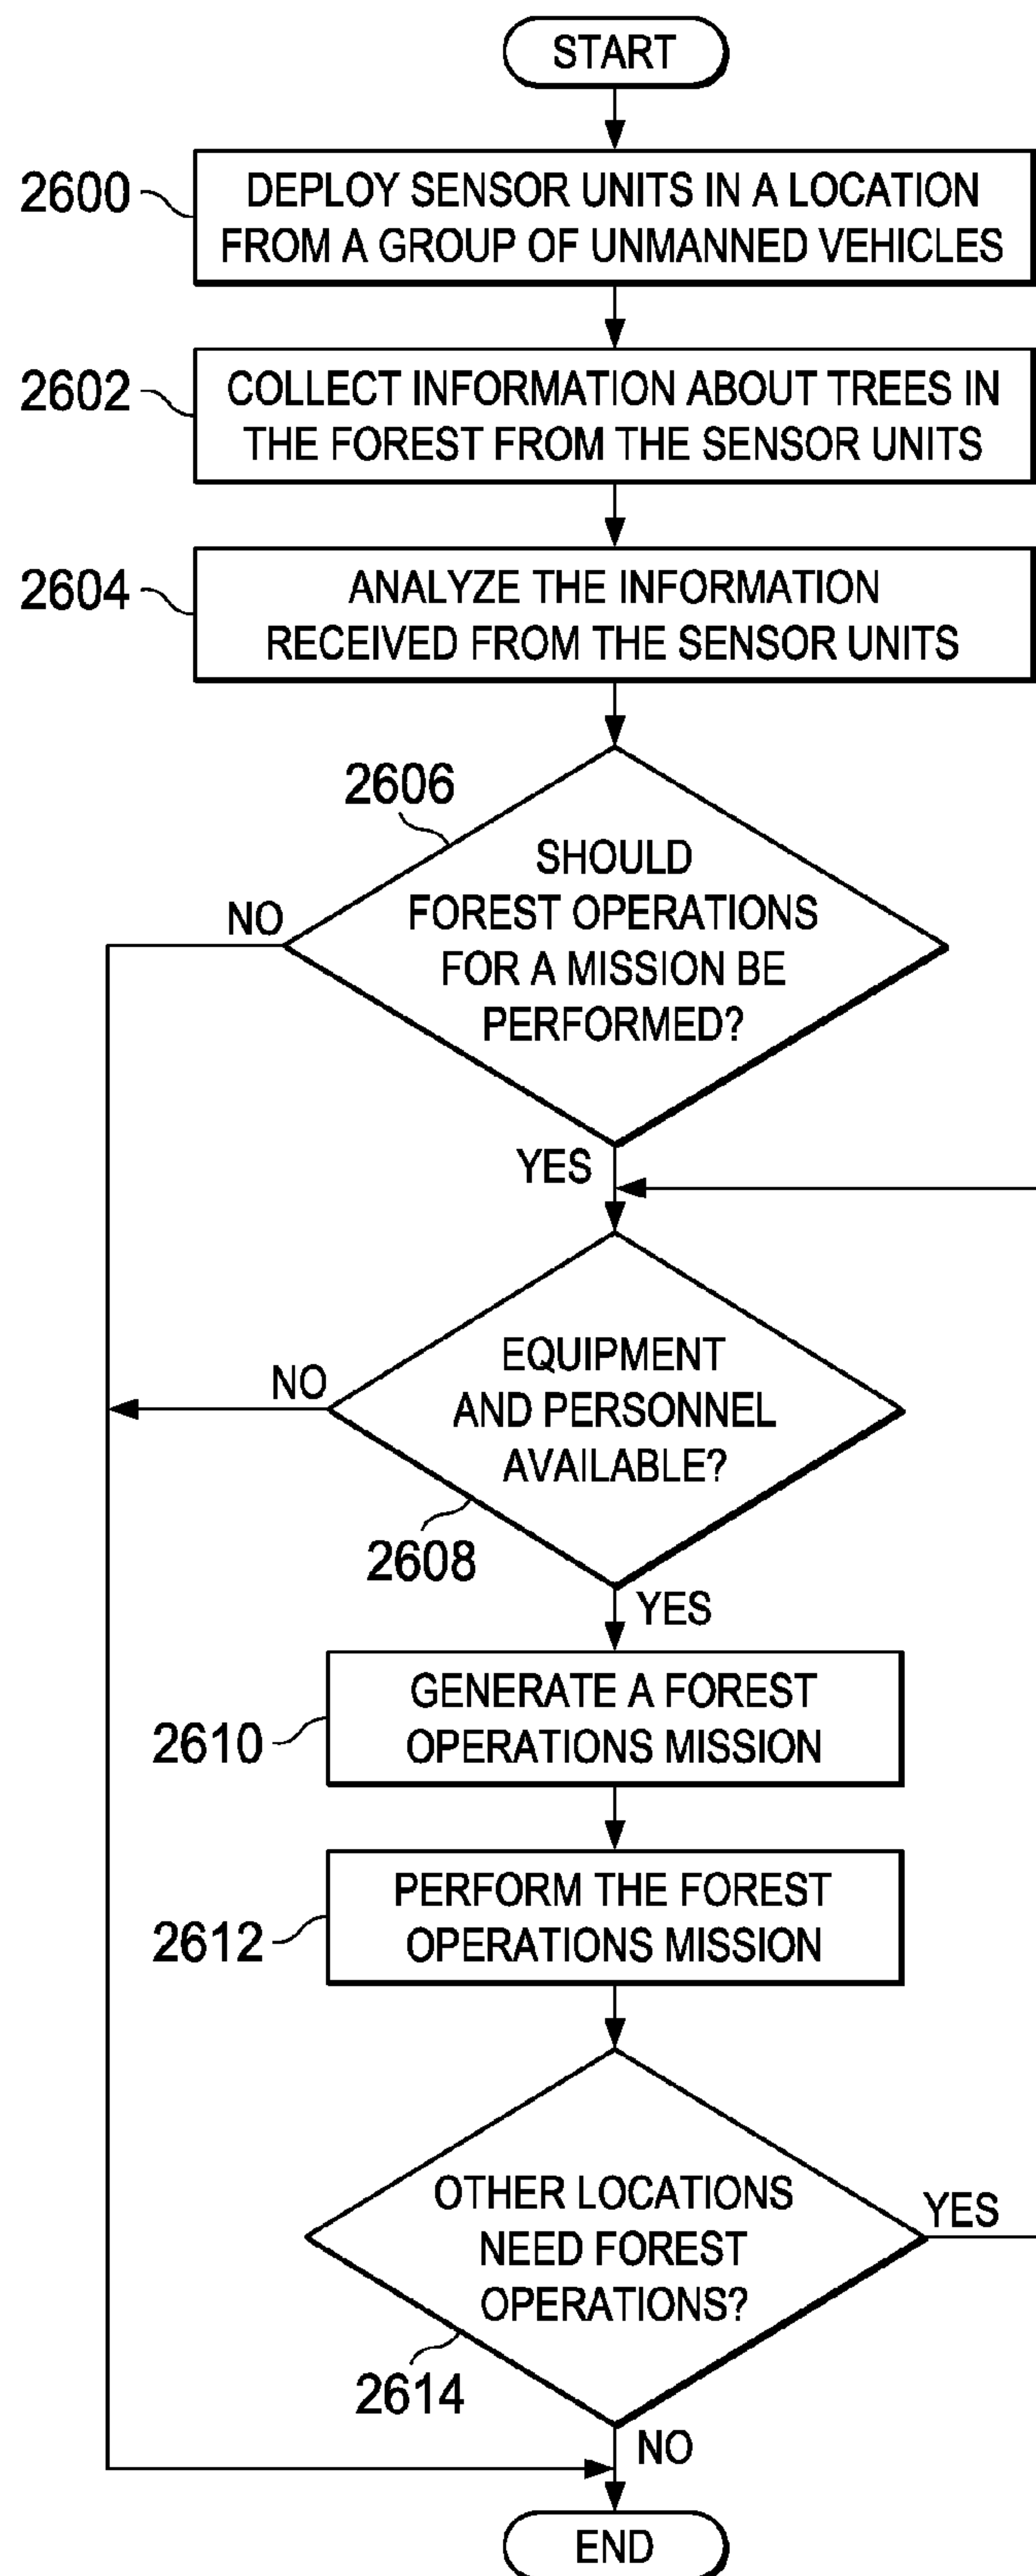 START
2600
DEPLOY SENSOR UNITS IN A LOCATION
FROM A GROUP OF UNMANNED VEHICLES
2602
COLLECT INFORMATION ABOUT TREES IN
THE FOREST FROM THE SENSOR UNITS
2604
ANALYZE THE INFORMATION
RECEIVED FROM THE SENSOR UNITS
2606
SHOULD
FOREST OPERATIONS
FOR A MISSION BE
PERFORMED?
NO
YES
EQUIPMENT
AND PERSONNEL
AVAILABLE?
NO
2608
YES
2610
GENERATE A FOREST
OPERATIONS MISSION
2612
PERFORM THE FOREST
OPERATIONS MISSION
OTHER LOCATIONS
NEED FOREST
OPERATIONS?
YES
2614
NO
END